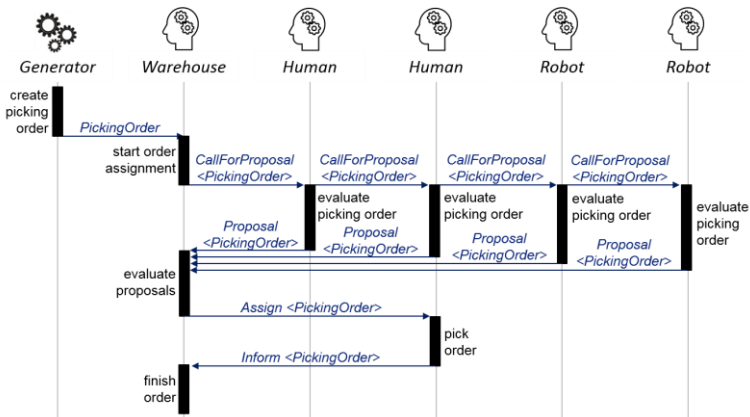 Generator
Warehouse
Human
Human
Robot
Robot
create
picking
order
PickingOrder
start order
assignment
CallForProposal
<PickingOrder>
CallForProposal
<PickingOrder>
CallForProposal
<PickingOrder>
CallForProposal
<PickingOrder>
evaluate
picking order
evaluate
picking order
evaluate
picking order
evaluate
picking
order
Proposal
<PickingOrder>
Proposal
<PickingOrder>
Proposal
<PickingOrder>
Proposal
<PickingOrder>
evaluate
proposals
Assign <PickingOrder>
pick
order
Inform <PickingOrder>
finish
order